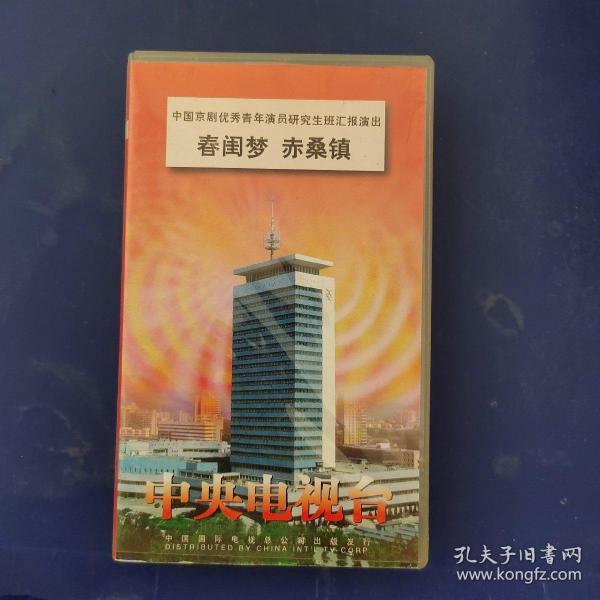 中国京剧优秀青年演员研究生班汇报演出
春闺梦 赤桑镇
中央电视台
中国国际电视总公司出版发行
DISTRIBUTED BY CHINA INT'L TV CORP.
孔夫子旧书网
www.kongfz.com